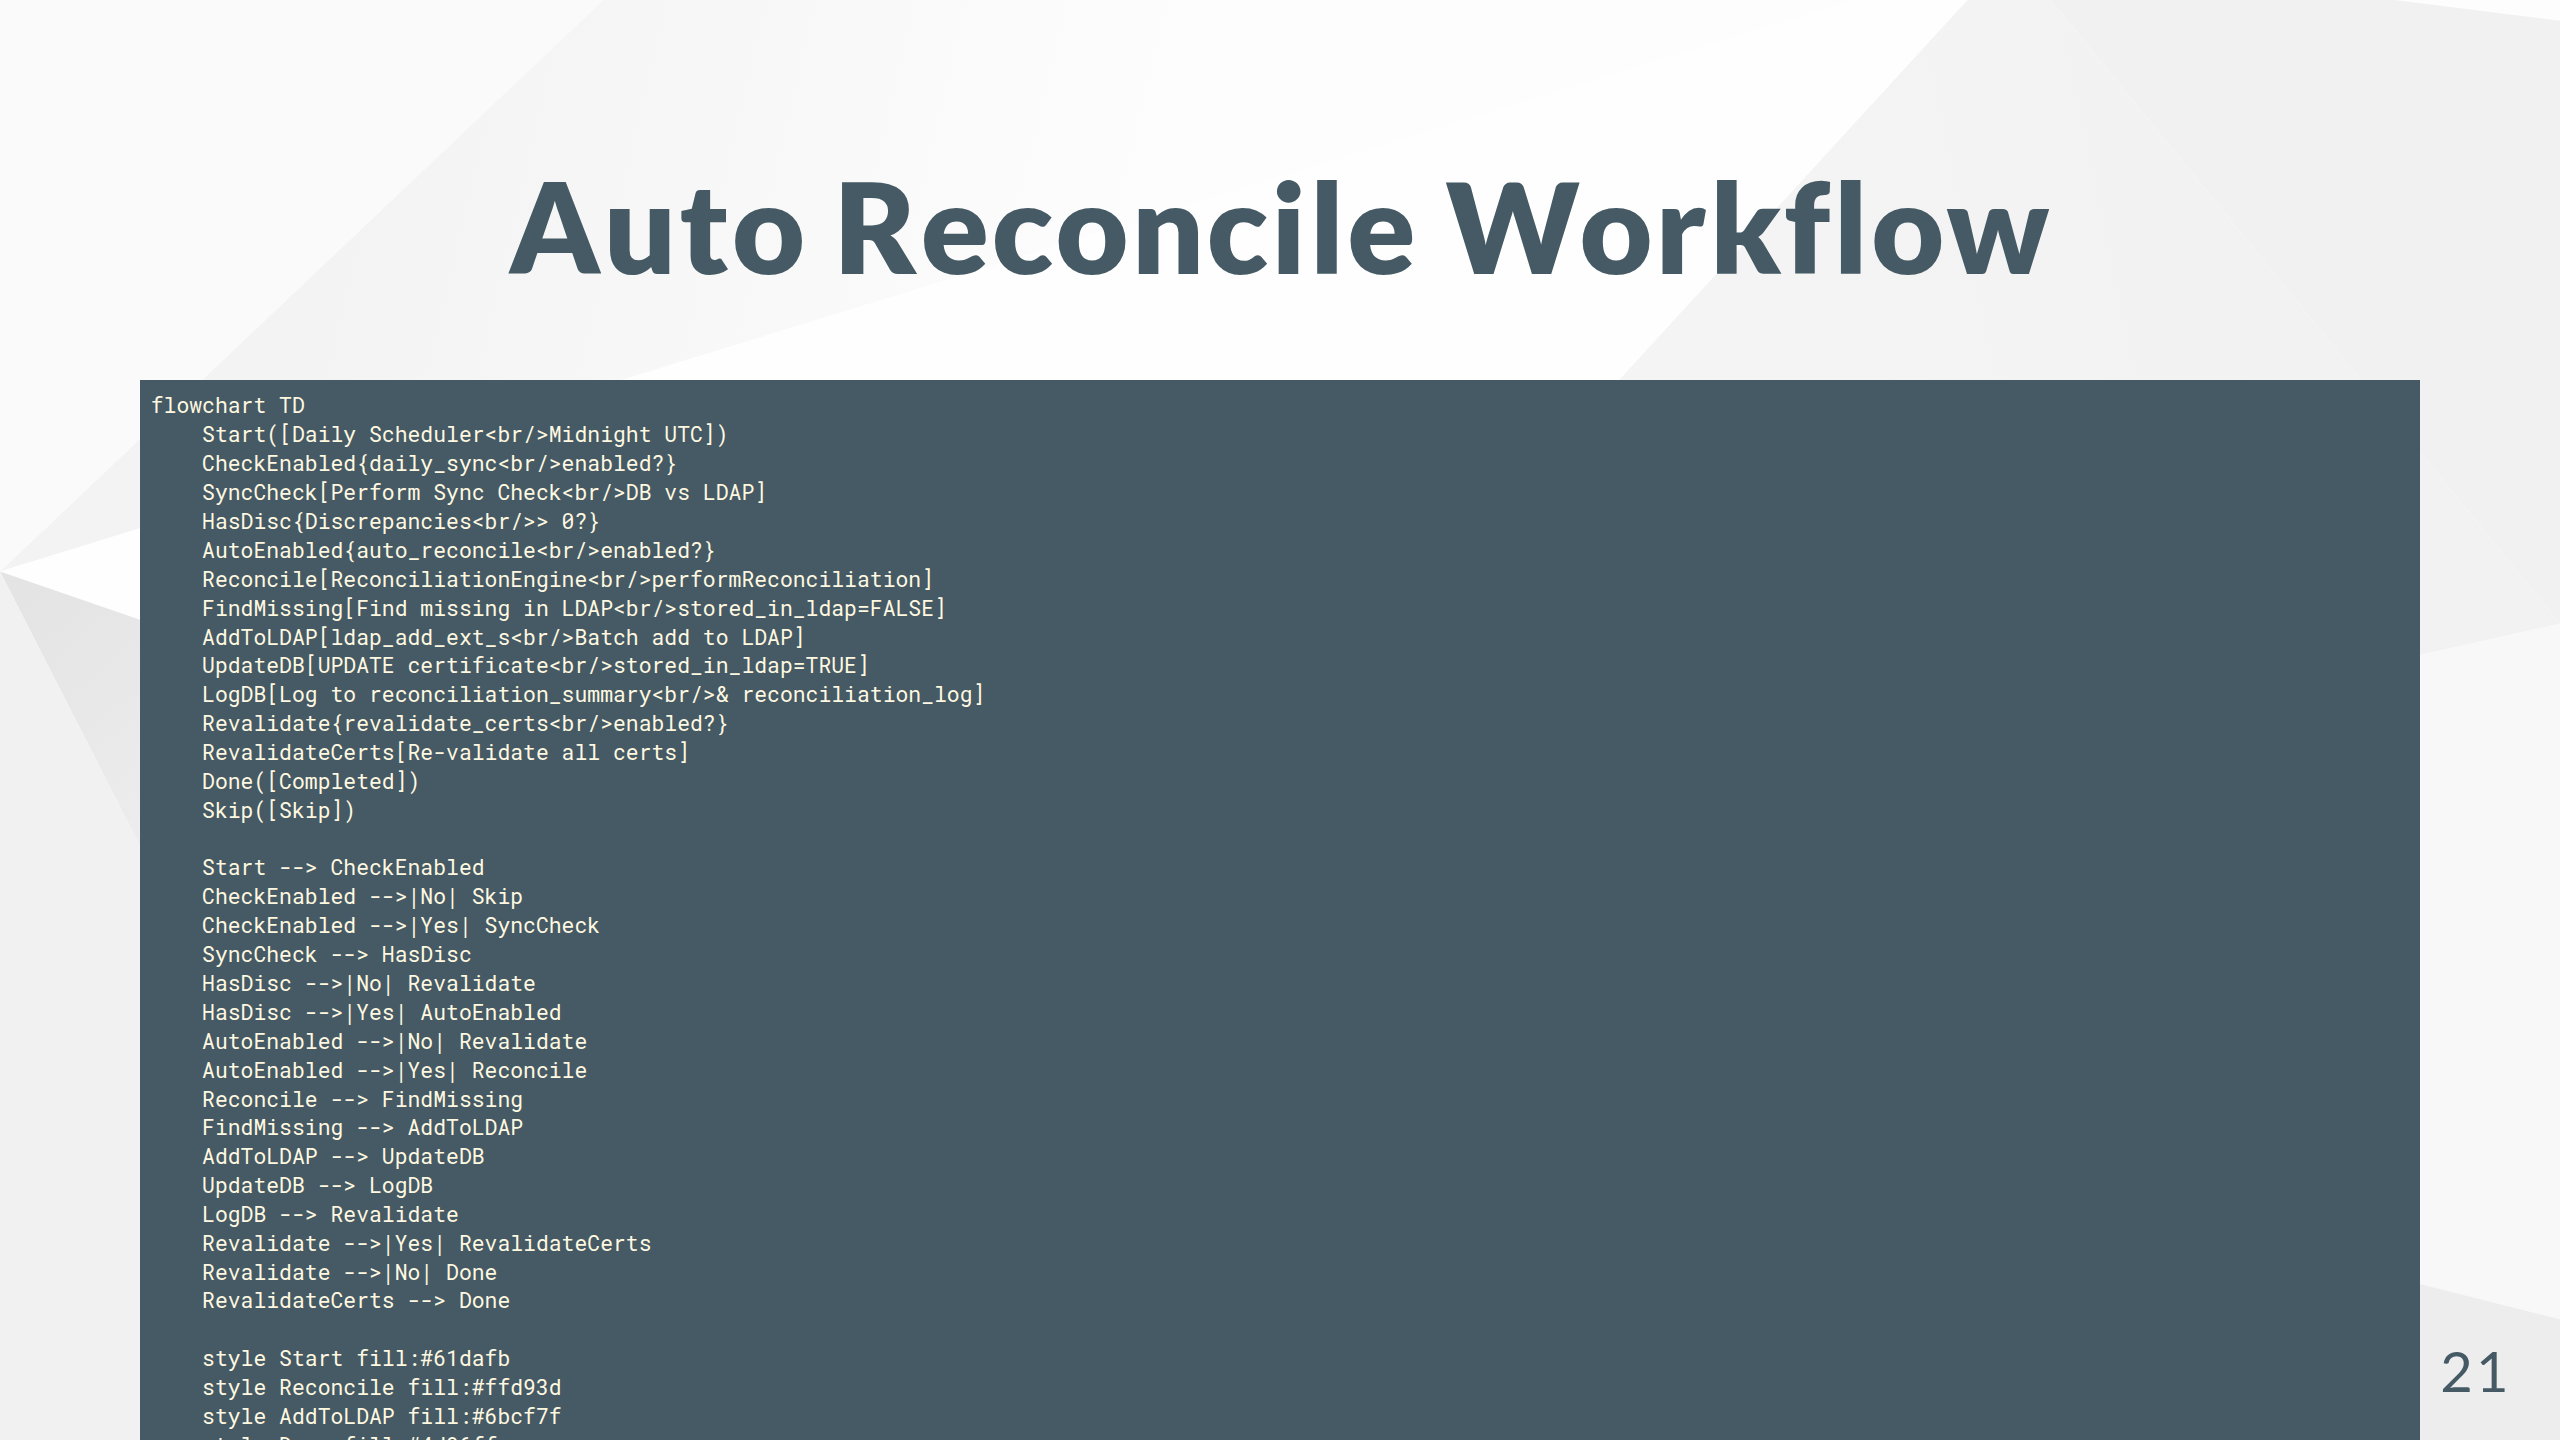 Auto Reconcile Workflow
flowchart TD
    Start([Daily Scheduler<br/>Midnight UTC])
    CheckEnabled{daily_sync<br/>enabled?}
    SyncCheck[Perform Sync Check<br/>DB vs LDAP]
    HasDisc{Discrepancies<br/>> 0?}
    AutoEnabled{auto_reconcile<br/>enabled?}
    Reconcile[ReconciliationEngine<br/>performReconciliation]
    FindMissing[Find missing in LDAP<br/>stored_in_ldap=FALSE]
    AddToLDAP[ldap_add_ext_s<br/>Batch add to LDAP]
    UpdateDB[UPDATE certificate<br/>stored_in_ldap=TRUE]
    LogDB[Log to reconciliation_summary<br/>& reconciliation_log]
    Revalidate{revalidate_certs<br/>enabled?}
    RevalidateCerts[Re-validate all certs]
    Done([Completed])
    Skip([Skip])

    Start --> CheckEnabled
    CheckEnabled -->|No| Skip
    CheckEnabled -->|Yes| SyncCheck
    SyncCheck --> HasDisc
    HasDisc -->|No| Revalidate
    HasDisc -->|Yes| AutoEnabled
    AutoEnabled -->|No| Revalidate
    AutoEnabled -->|Yes| Reconcile
    Reconcile --> FindMissing
    FindMissing --> AddToLDAP
    AddToLDAP --> UpdateDB
    UpdateDB --> LogDB
    LogDB --> Revalidate
    Revalidate -->|Yes| RevalidateCerts
    Revalidate -->|No| Done
    RevalidateCerts --> Done

    style Start fill:#61dafb
    style Reconcile fill:#ffd93d
    style AddToLDAP fill:#6bcf7f
21